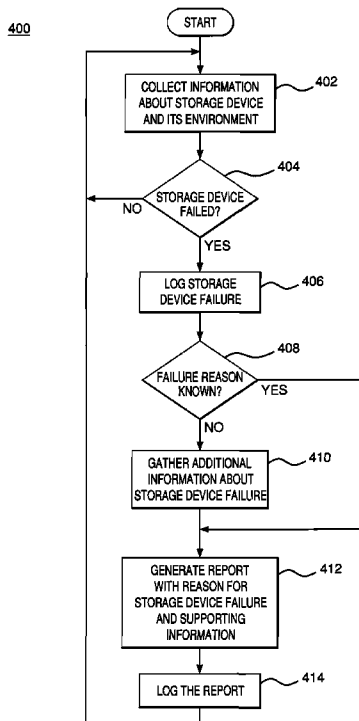 400
START
COLLECT INFORMATION
ABOUT STORAGE DEVICE
AND ITS ENVIRONMENT
402
STORAGE DEVICE
FAILED?
404
NO
YES
LOG STORAGE
DEVICE FAILURE
406
FAILURE REASON
KNOWN?
408
YES
NO
GATHER ADDITIONAL
INFORMATION ABOUT
STORAGE DEVICE FAILURE
410
GENERATE REPORT
WITH REASON FOR
STORAGE DEVICE FAILURE
AND SUPPORTING
INFORMATION
412
LOG THE REPORT
414